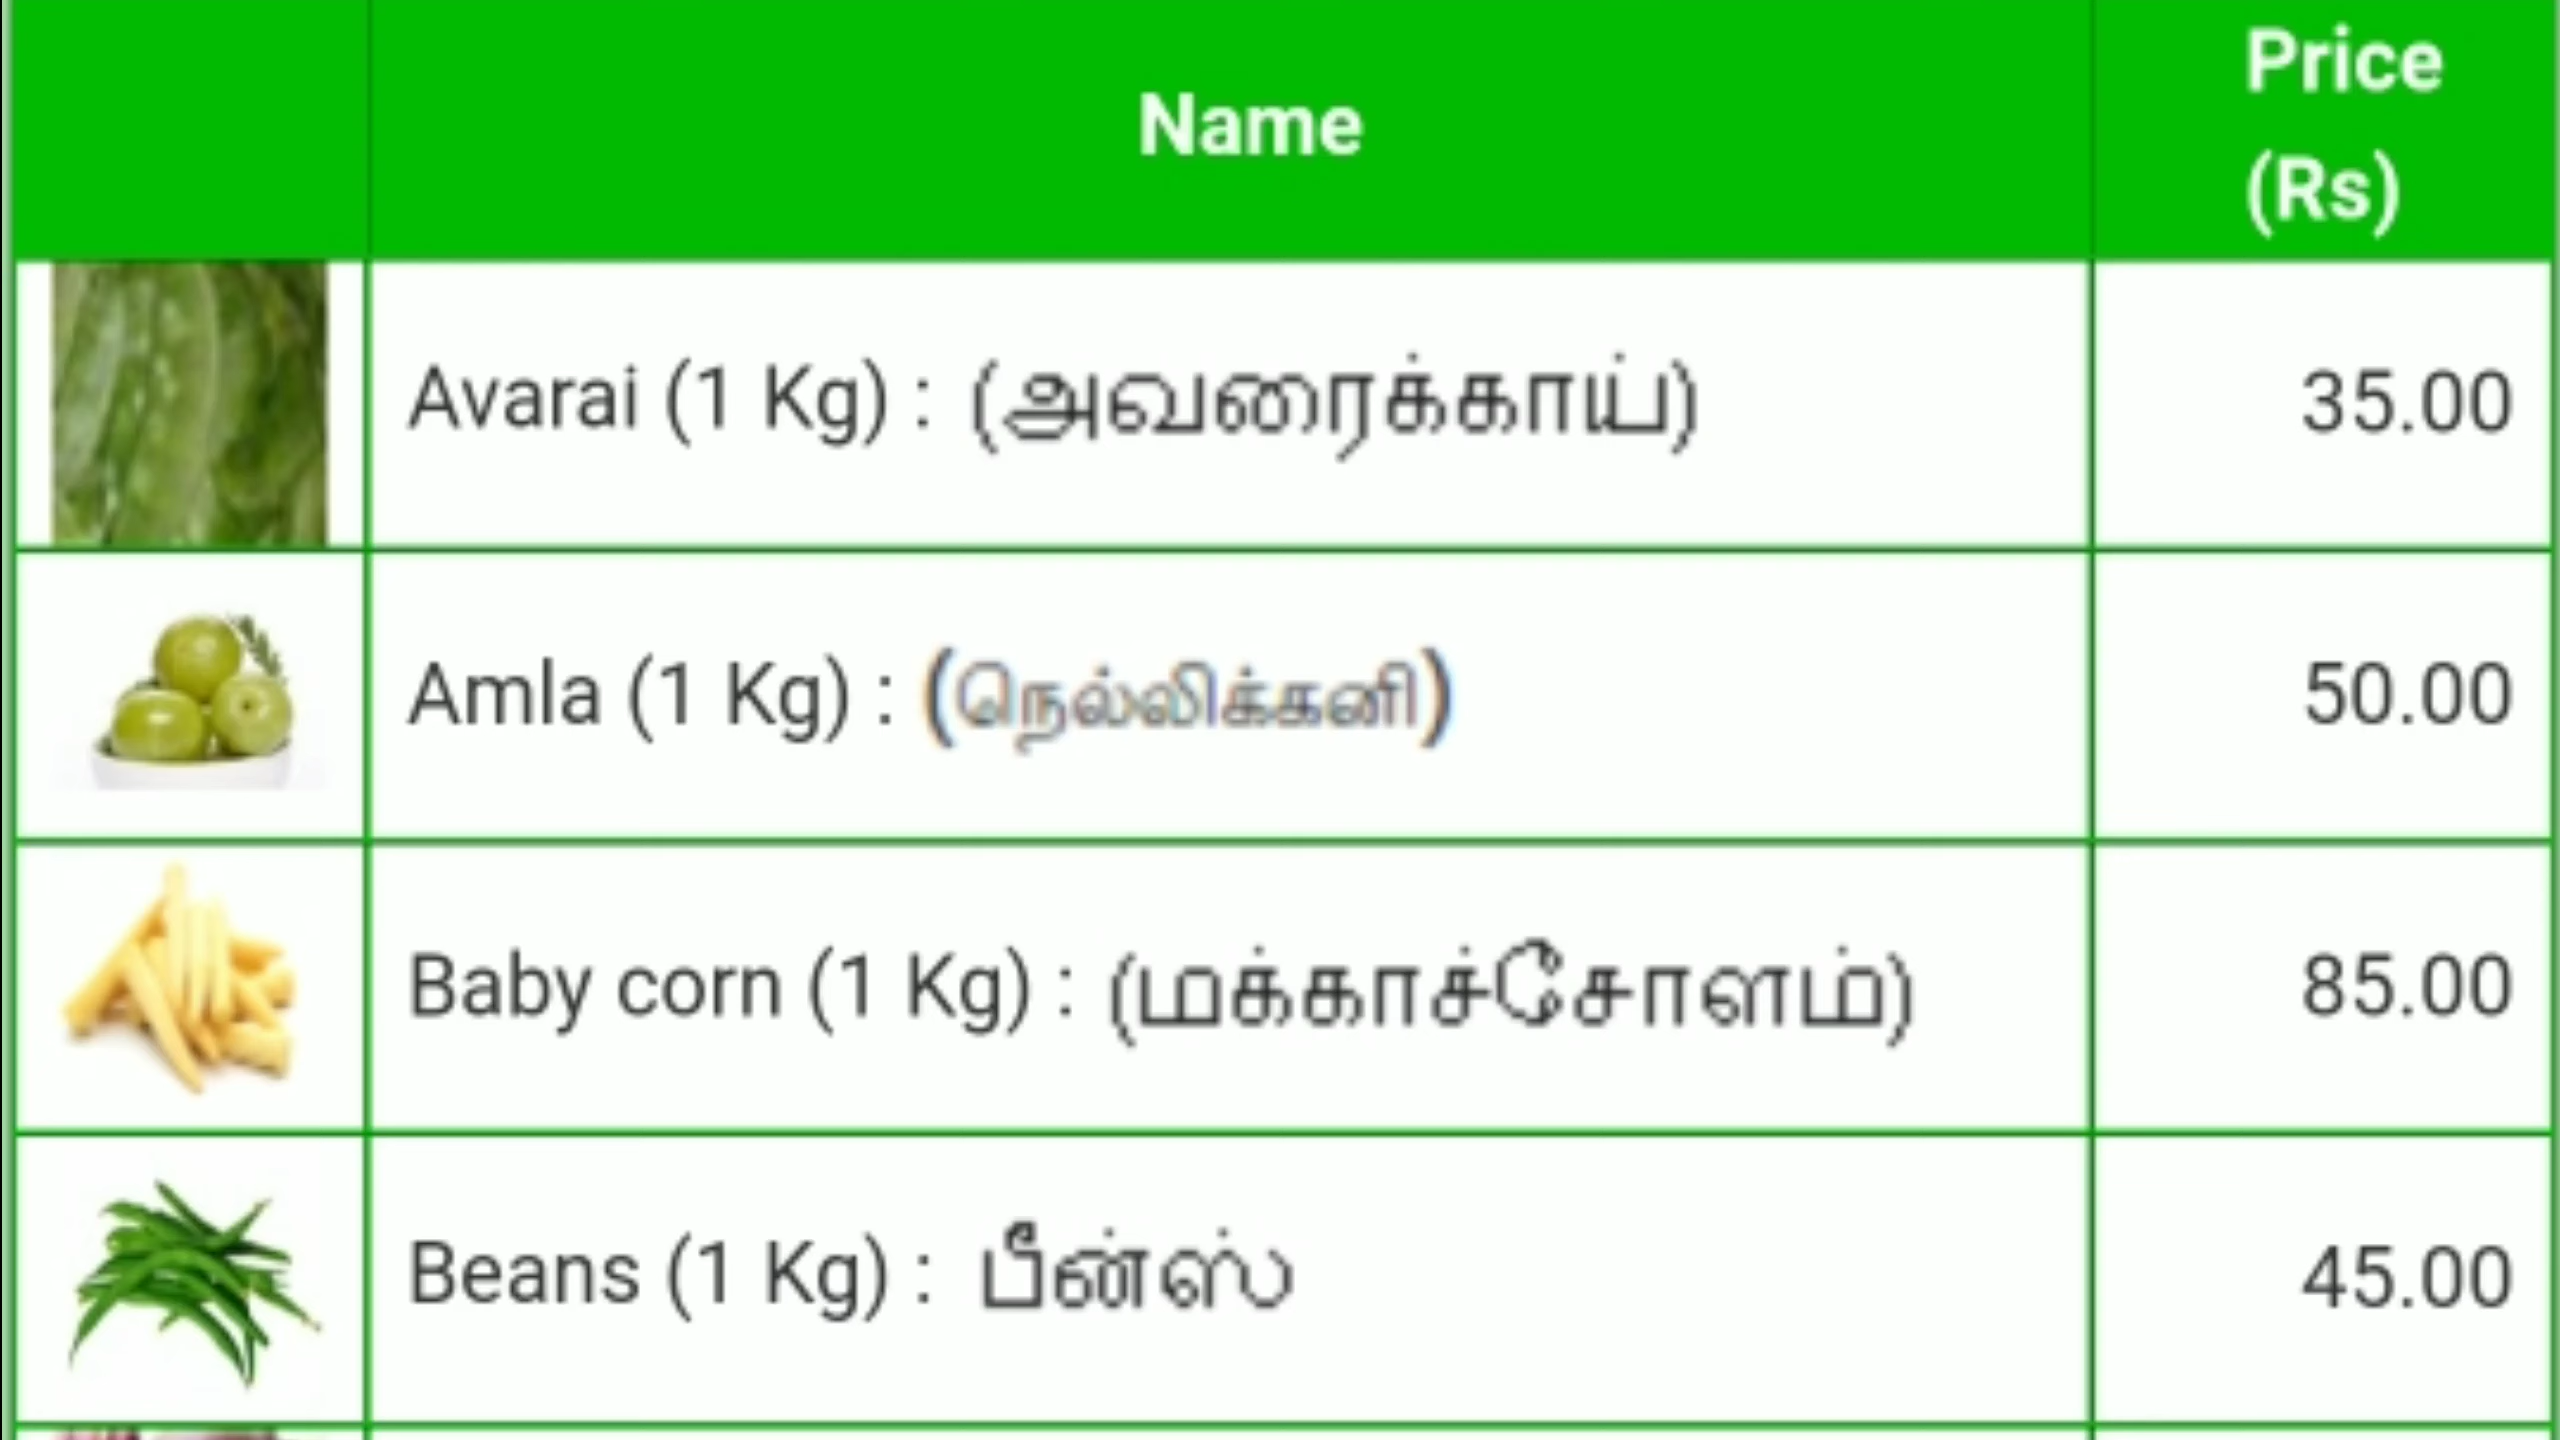 Name
Price
(Rs)
Avarai (1 Kg) : (அவரைக்காய்)
35.00
Amla (1 Kg) : (நெல்லிக்கனி)
50.00
Baby corn (1 Kg) : (மக்காச்சோளம்)
85.00
Beans (1 Kg) : பீன்ஸ்
45.00